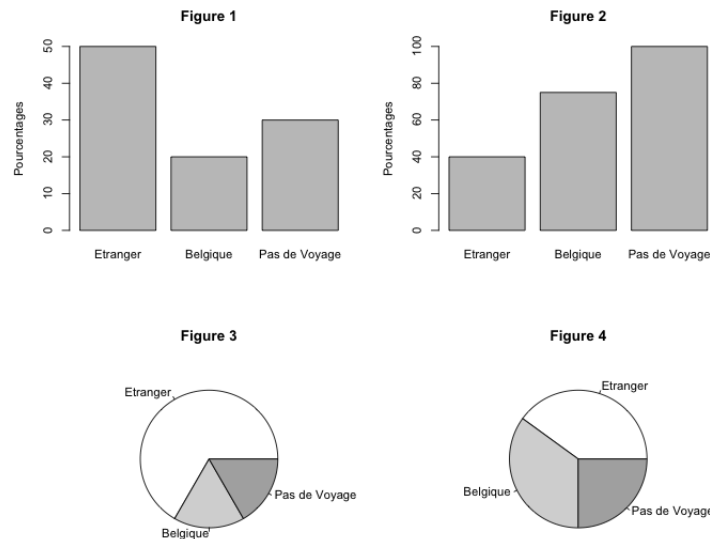 Figure 1
Pourcentages
50
40
30
20
10
0
Etranger Belgique Pas de Voyage
Figure 2
Pourcentages
100
80
60
40
20
0
Etranger Belgique Pas de Voyage
Figure 3
Etranger
Belgique
Pas de Voyage
Figure 4
Etranger
Belgique
Pas de Voyage